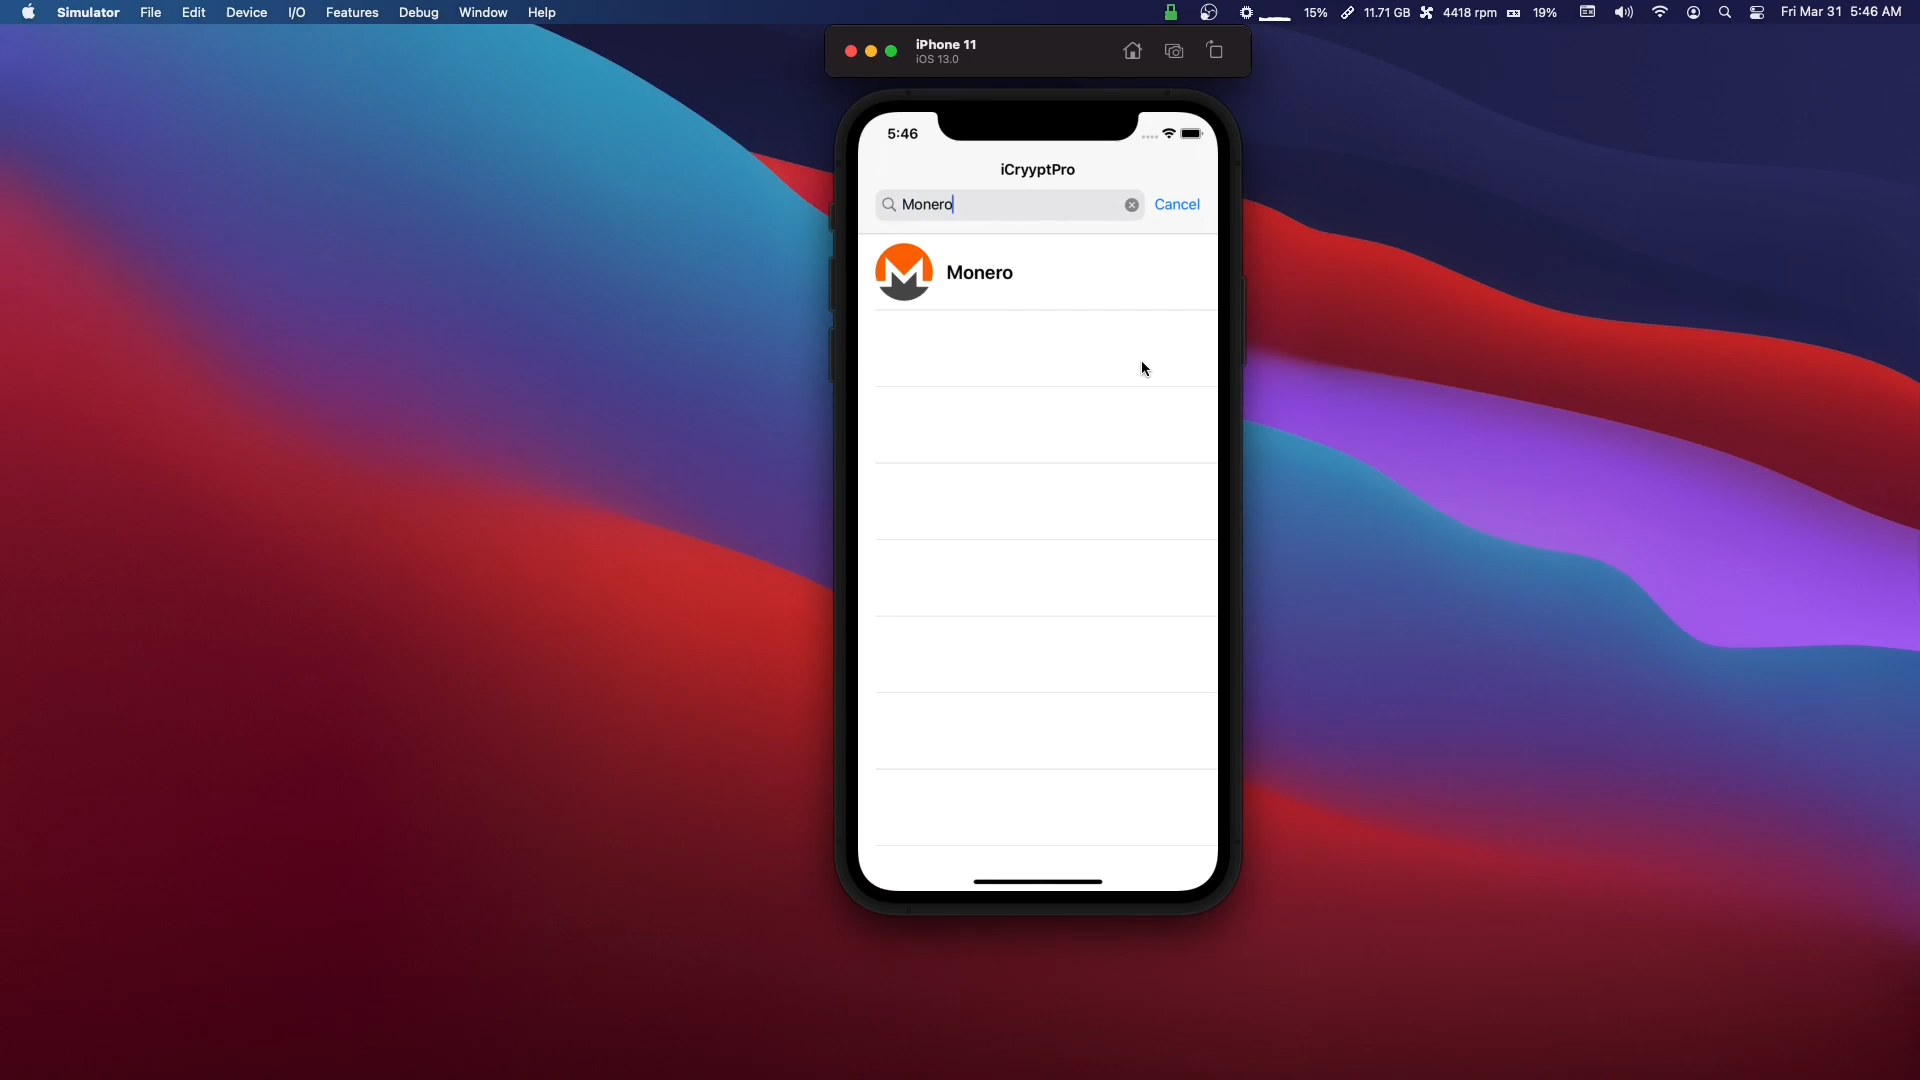 Simulator File Edit Device I/O Features Debug Window Help 15% 11.71 GB 4418 rpm 19% Fri Mar 31 5:46 AM
iPhone 11
iOS 13.0
5:46
iCryyptPro
Monero Cancel
Monero